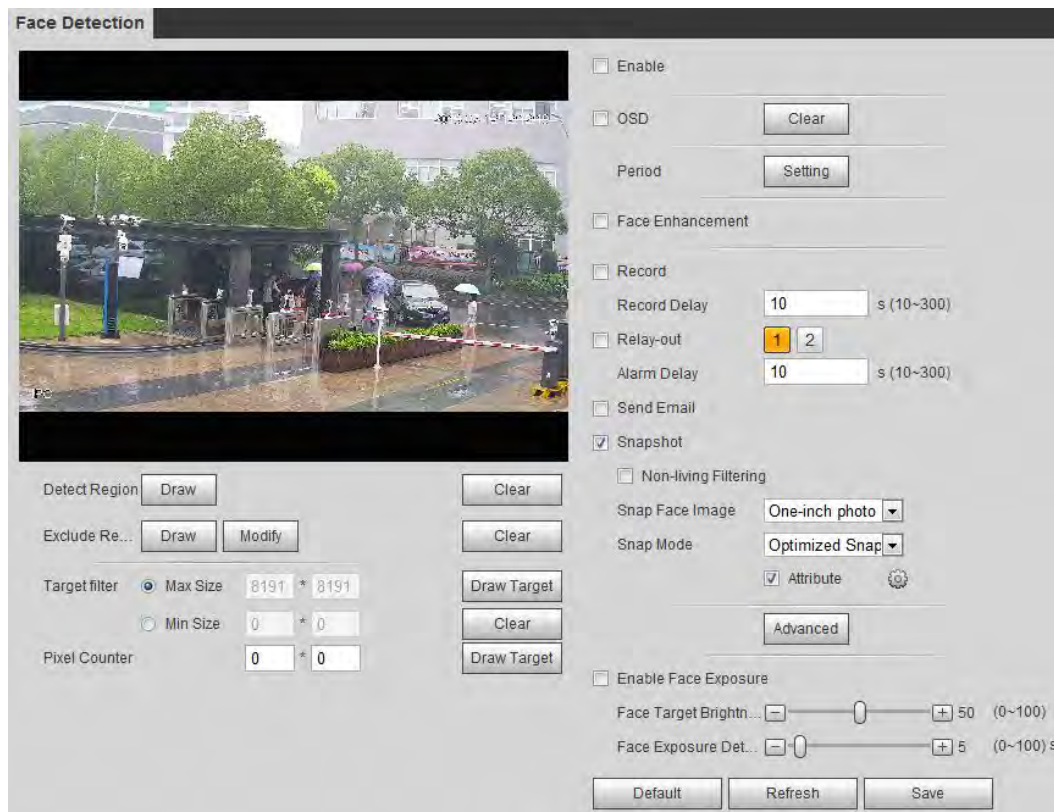 Face Detection
Enable
OSD Clear
Period Setting
Face Enhancement
Record
Record Delay 10 s (10~300)
Relay-out 1 2
Alarm Delay 10 s (10~300)
Send Email
Snapshot
Non-living Filtering
Snap Face Image One-inch photo
Snap Mode Optimized Snap
Attribute
Advanced
Enable Face Exposure
Face Target Brightn... 50 (0~100)
Face Exposure Det... 5 (0~100) s
Default Refresh Save
IPC
Detect Region Draw Clear
Exclude Re... Draw Modify Clear
Target filter Max Size 8191 * 8191 Draw Target
Min Size 0 * 0 Clear
Pixel Counter 0 * 0 Draw Target